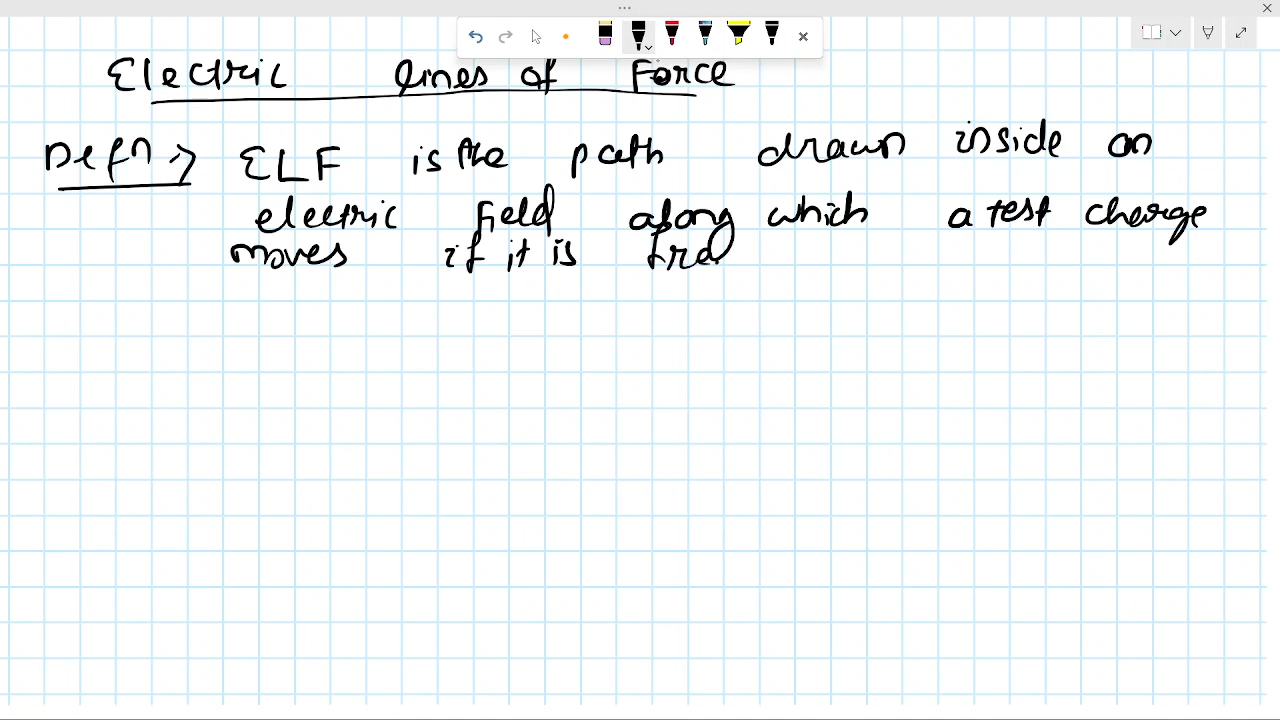 Electric lines of Force
Defn → ELF is the path drawn inside an
electric field along which a test charge
moves if it is fre